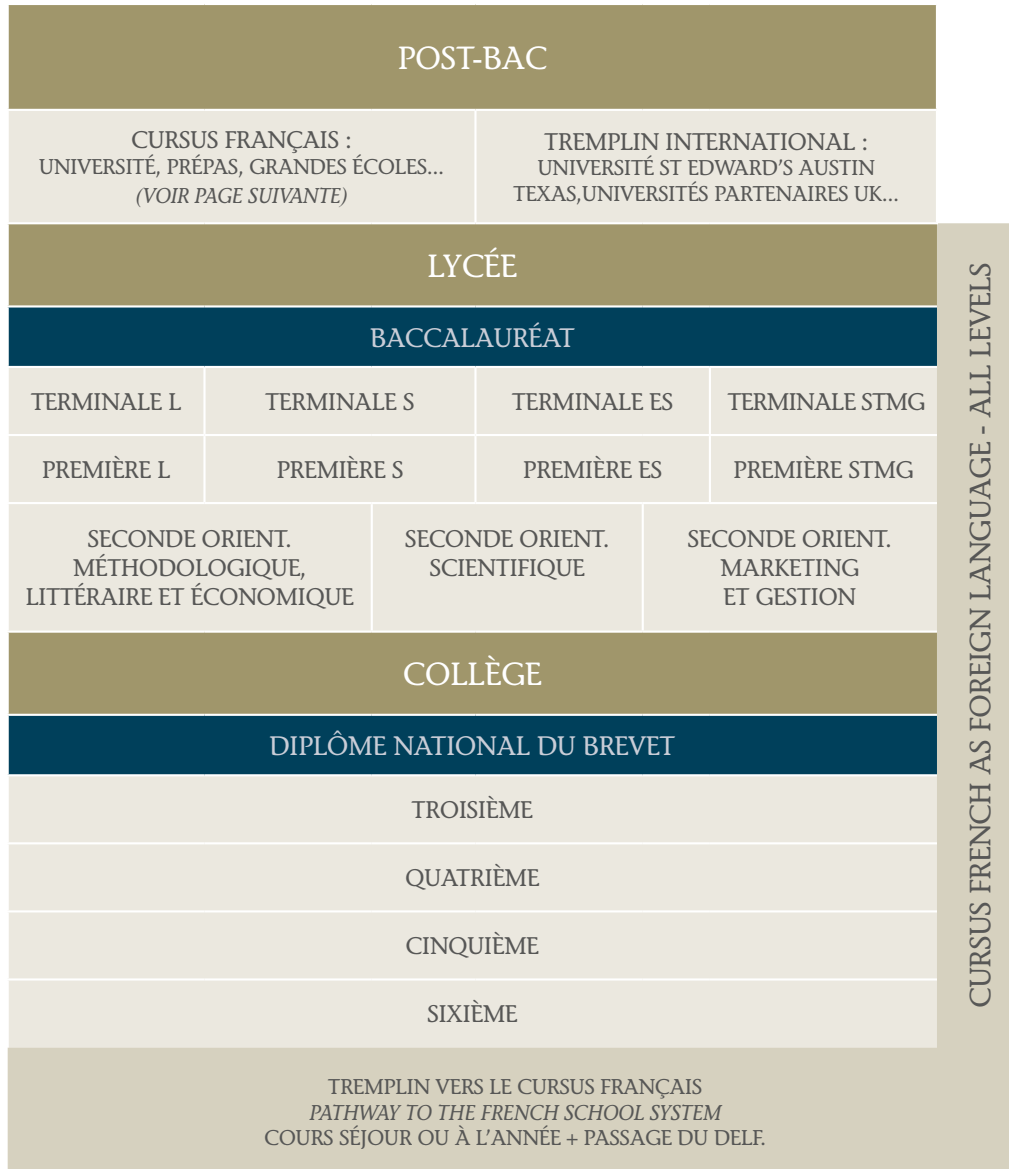 POST-BAC
CURSUS FRANÇAIS :
UNIVERSITÉ, PRÉPAS, GRANDES ÉCOLES...
(VOIR PAGE SUIVANTE)
TREMPLIN INTERNATIONAL :
UNIVERSITÉ ST EDWARD'S AUSTIN
TEXAS,UNIVERSITÉS PARTENAIRES UK...
LYCÉE
BACCALAURÉAT
TERMINALE L
TERMINALE S
TERMINALE ES
TERMINALE STMG
PREMIÈRE L
PREMIÈRE S
PREMIÈRE ES
PREMIÈRE STMG
SECONDE ORIENT.
MÉTHODOLOGIQUE,
LITTÉRAIRE ET ÉCONOMIQUE
SECONDE ORIENT.
SCIENTIFIQUE
SECONDE ORIENT.
MARKETING
ET GESTION
COLLÈGE
DIPLÔME NATIONAL DU BREVET
TROISIÈME
QUATRIÈME
CINQUIÈME
SIXIÈME
TREMPLIN VERS LE CURSUS FRANÇAIS
PATHWAY TO THE FRENCH SCHOOL SYSTEM
COURS SÉJOUR OU À L'ANNÉE + PASSAGE DU DELF.
CURSUS FRENCH AS FOREIGN LANGUAGE - ALL LEVELS